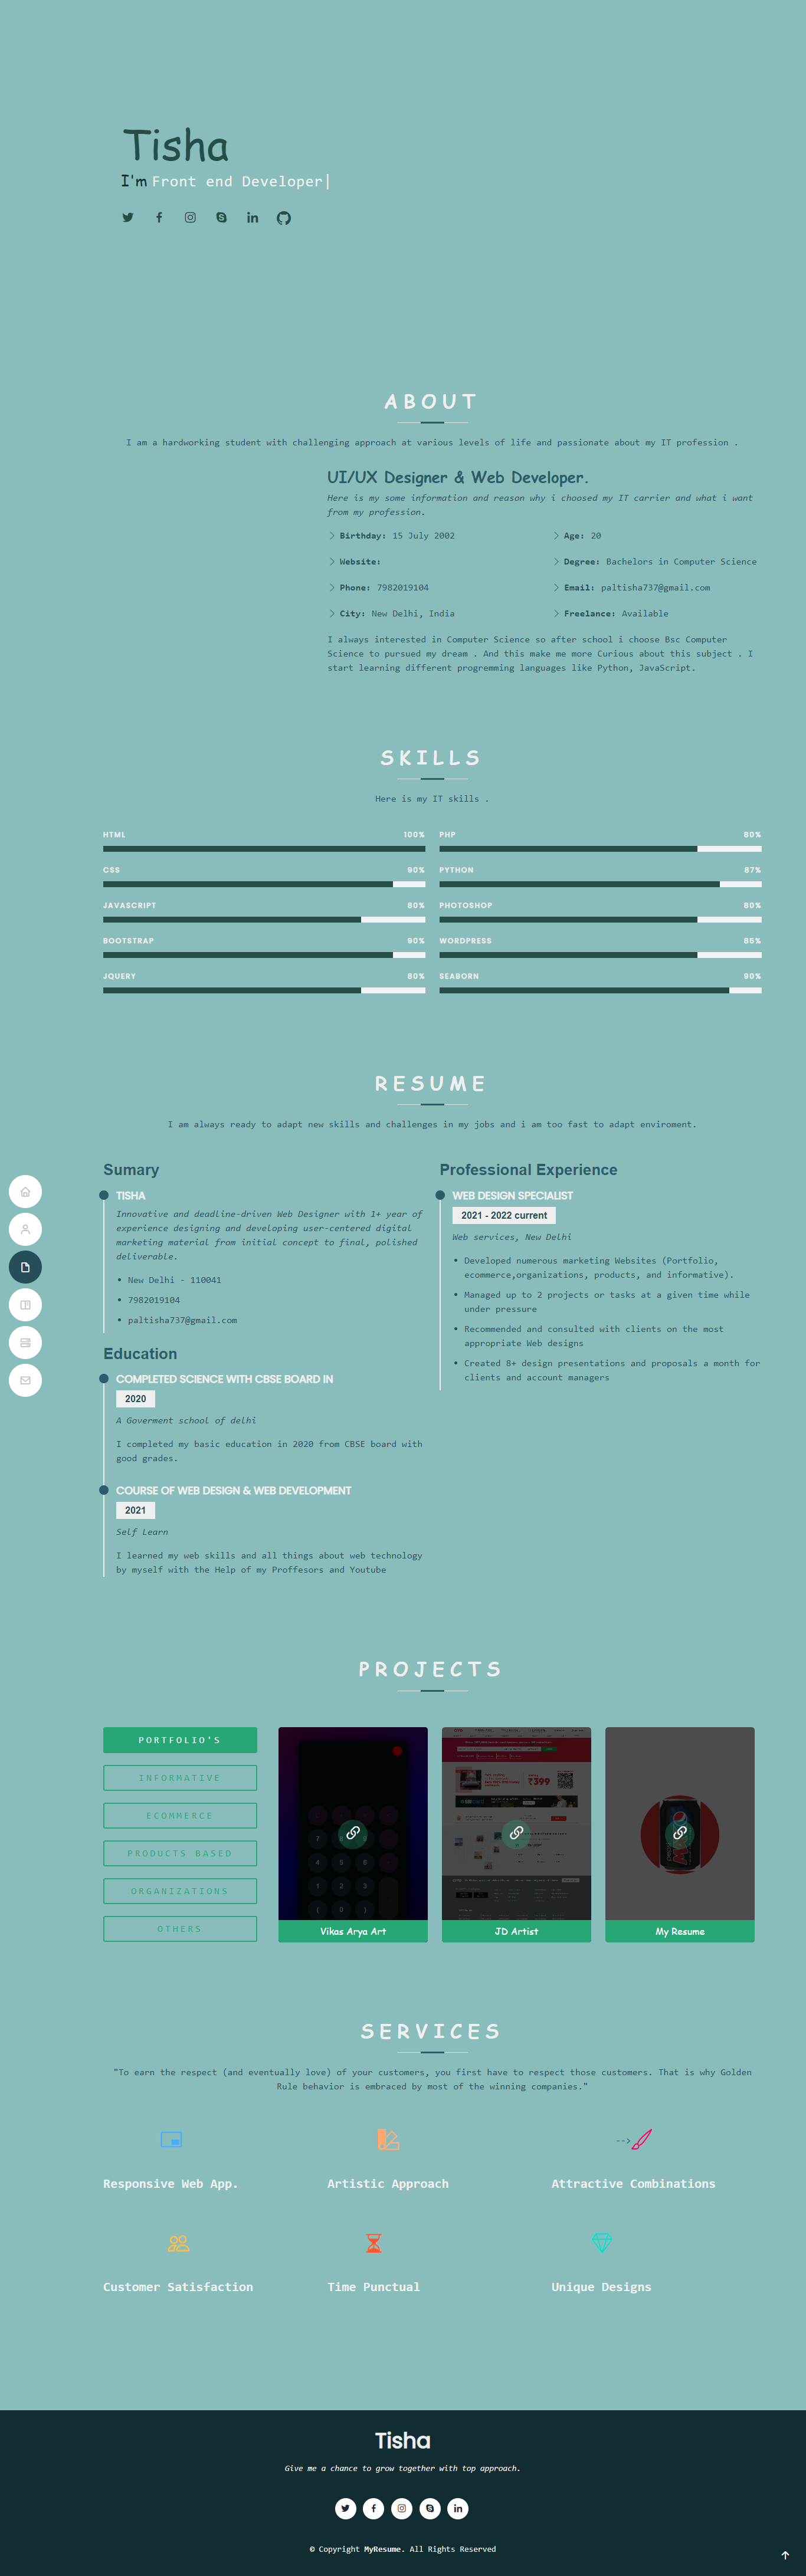 Tisha
I'm Front end Developer|
ABOUT
I am a hardworking student with challenging approach at various levels of life and passionate about my IT profession .
UI/UX Designer & Web Developer.
Here is my some information and reason why i choosed my IT carrier and what i want
from my profession.
Birthday: 15 July 2002
Age: 20
Website:
Degree: Bachelors in Computer Science
Phone: 7982019104
Email: paltisha737@gmail.com
City: New Delhi, India
Freelance: Available
I always interested in Computer Science so after school i choose Bsc Computer
Science to pursued my dream . And this make me more Curious about this subject . I
start learning different progremming languages like Python, JavaScript.
SKILLS
Here is my IT skills .
HTML 100%
PHP 80%
CSS 90%
PYTHON 87%
JAVASCRIPT 80%
PHOTOSHOP 80%
BOOTSTRAP 90%
WORDPRESS 85%
JQUERY 80%
SEABORN 90%
RESUME
I am always ready to adapt new skills and challenges in my jobs and i am too fast to adapt enviroment.
Sumary
TISHA
Innovative and deadline-driven Web Designer with 1+ year of
experience designing and developing user-centered digital
marketing material from initial concept to final, polished
deliverable.
• New Delhi - 110041
• 7982019104
• paltisha737@gmail.com
Education
COMPLETED SCIENCE WITH CBSE BOARD IN
2020
A Goverment school of delhi
I completed my basic education in 2020 from CBSE board with
good grades.
COURSE OF WEB DESIGN & WEB DEVELOPMENT
2021
Self Learn
I learned my web skills and all things about web technology
by myself with the Help of my Proffesors and Youtube
Professional Experience
WEB DESIGN SPECIALIST
2021 - 2022 current
Web services, New Delhi
• Developed numerous marketing Websites (Portfolio,
ecommerce,organizations, products, and informative).
• Managed up to 2 projects or tasks at a given time while
under pressure
• Recommended and consulted with clients on the most
appropriate Web designs
• Created 8+ design presentations and proposals a month for
clients and account managers
PROJECTS
PORTFOLIO'S
INFORMATIVE
ECOMMERCE
PRODUCTS BASED
ORGANIZATIONS
OTHERS
7
4 5 6
1 2 3
( 0 )
Vikas Arya Art
₹399
JD Artist
My Resume
SERVICES
"To earn the respect (and eventually love) of your customers, you first have to respect those customers. That is why Golden
Rule behavior is embraced by most of the winning companies."
Responsive Web App.
Artistic Approach
Attractive Combinations
Customer Satisfaction
Time Punctual
Unique Designs
Tisha
Give me a chance to grow together with top approach.
© Copyright MyResume. All Rights Reserved